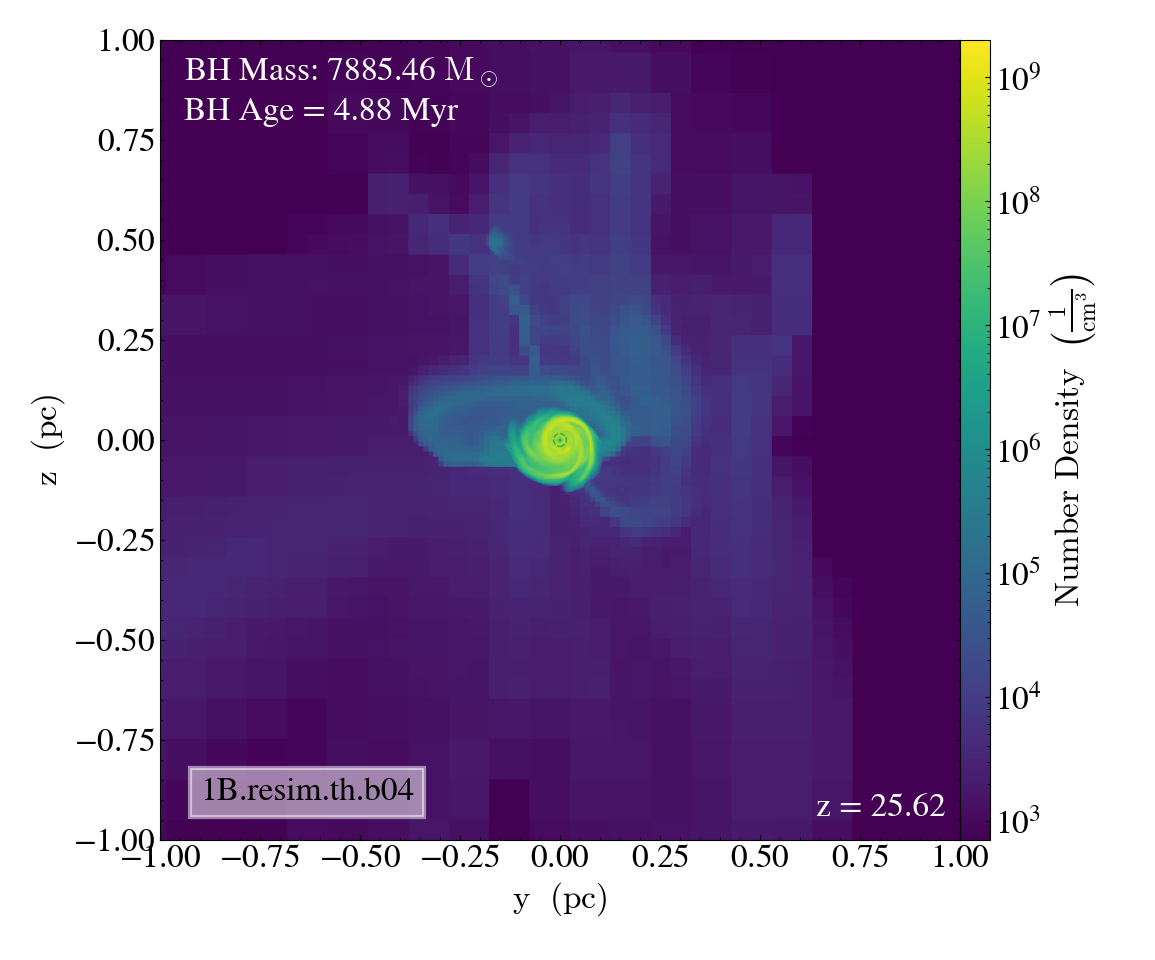 BH Mass: 7885.46 M⊙
BH Age = 4.88 Myr
1B.resim.th.b04
z = 25.62
1.00
0.75
0.50
0.25
0.00
−0.25
−0.50
−0.75
−1.00
z (pc)
−1.00 −0.75 −0.50 −0.25 0.00 0.25 0.50 0.75 1.00
y (pc)
10⁹
10⁸
10⁷
10⁶
10⁵
10⁴
10³
Number Density (1/cm³)